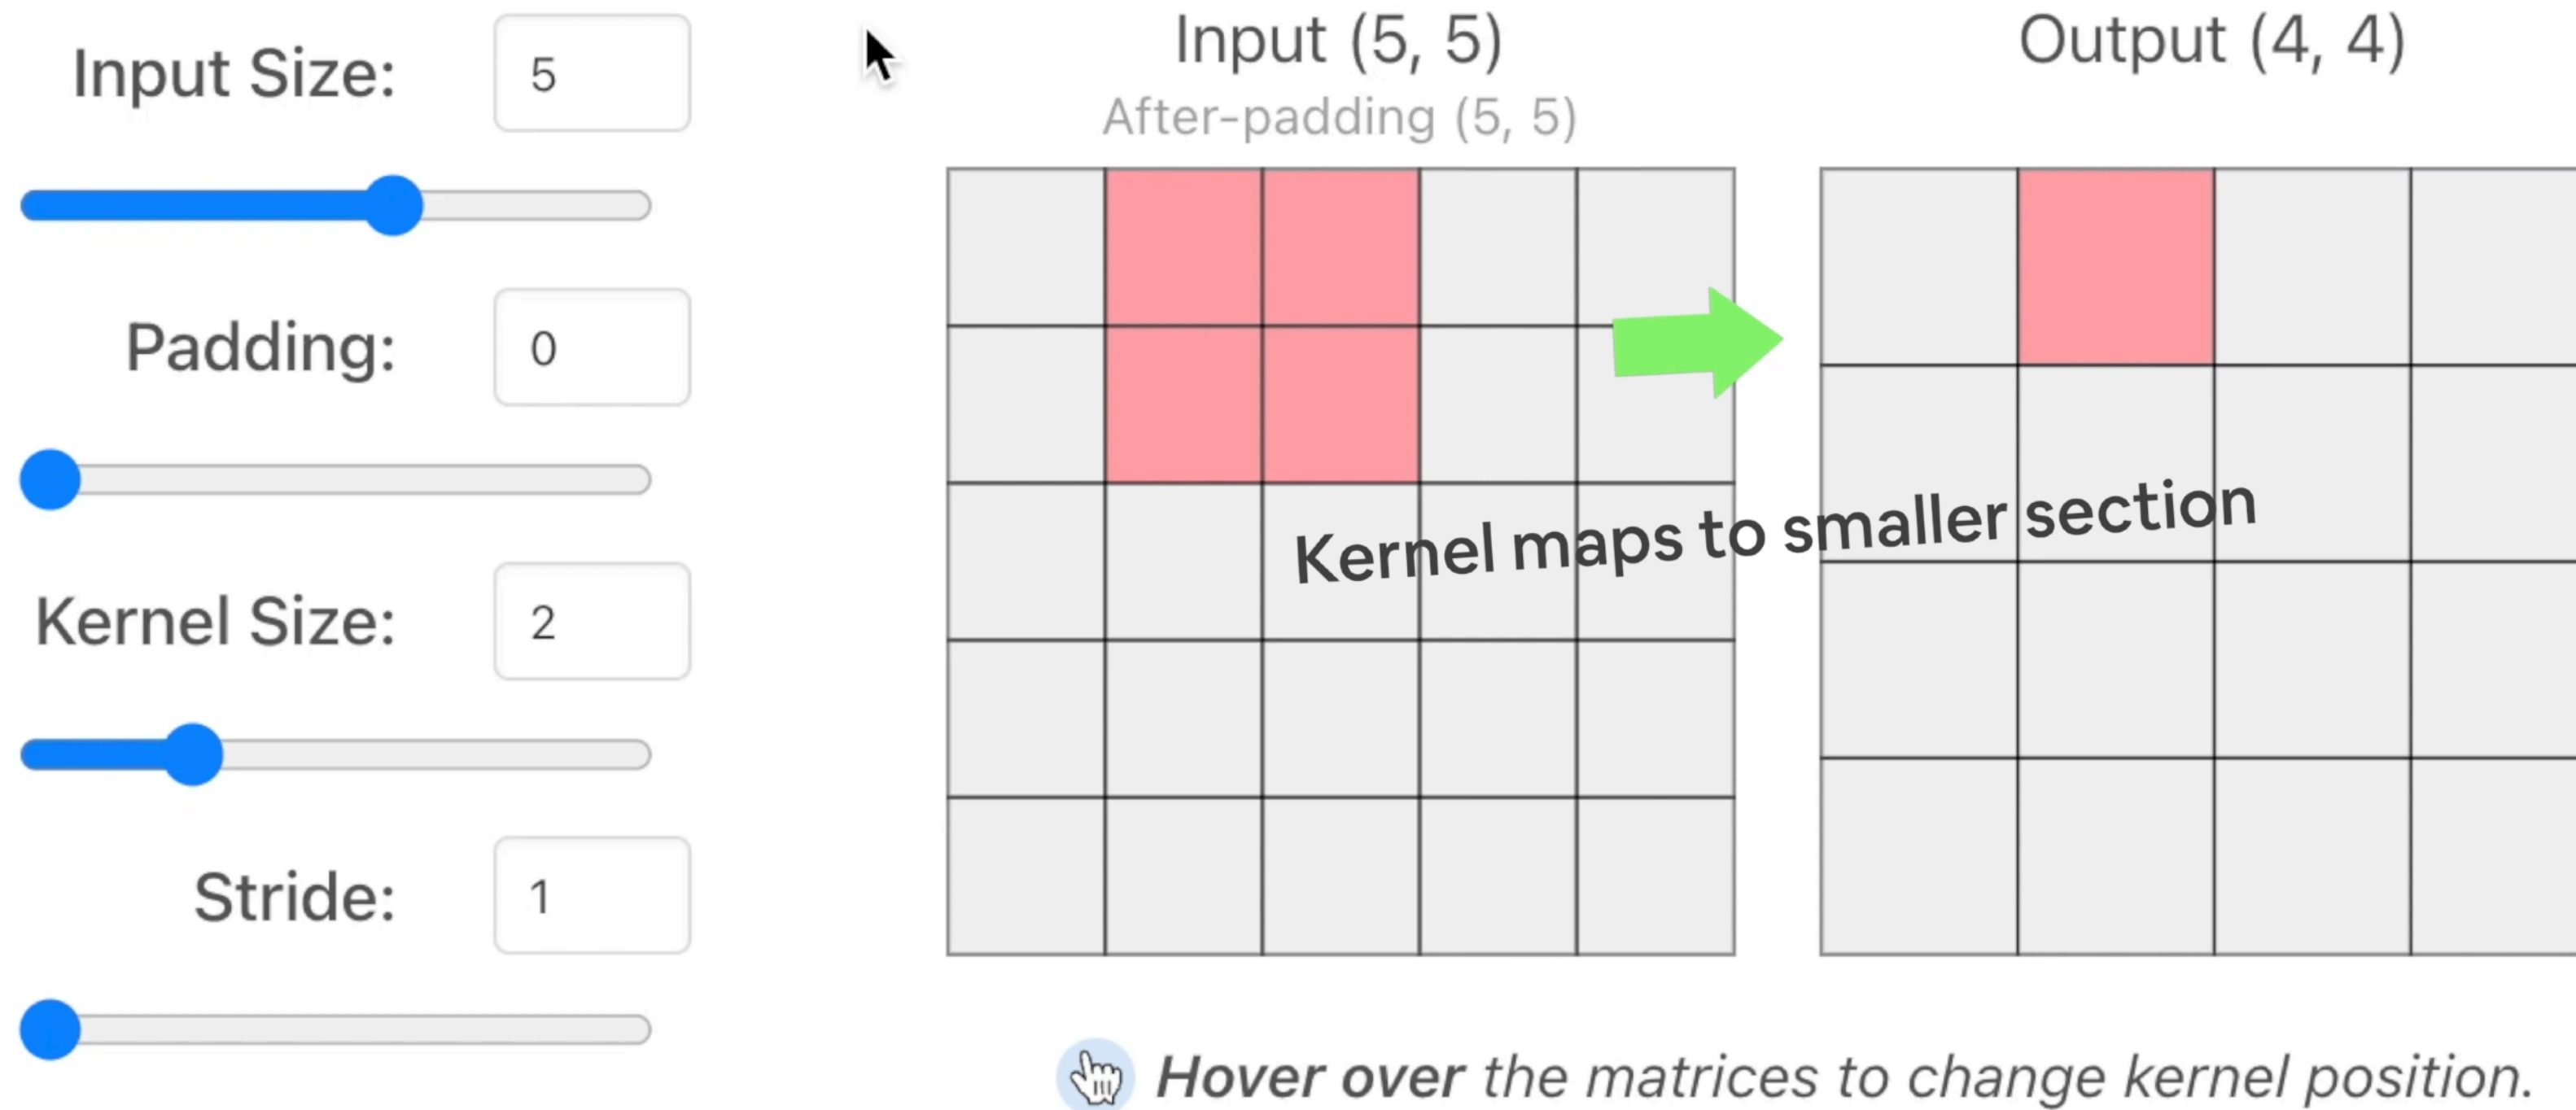 Input Size: 5
Padding: 0
Kernel Size: 2
Stride: 1
Input (5, 5)
After-padding (5, 5)
Output (4, 4)
Kernel maps to smaller section
Hover over the matrices to change kernel position.